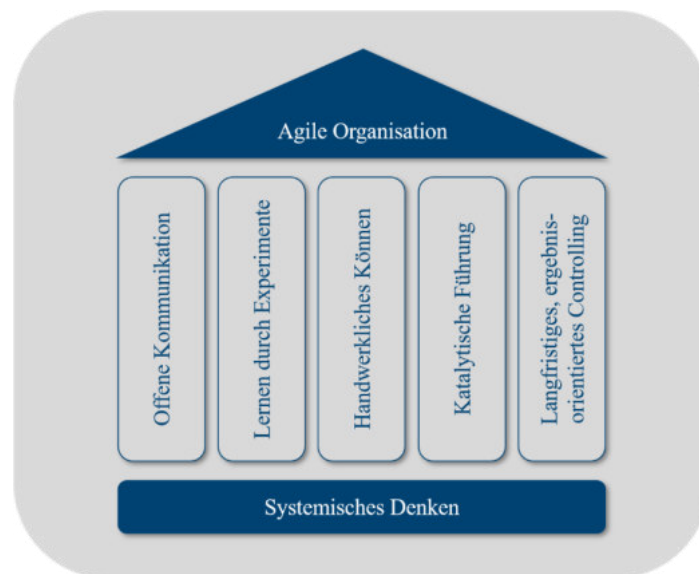 Agile Organisation
Offene Kommunikation
Lernen durch Experimente
Handwerkliches Können
Katalytische Führung
Langfristiges, ergebnis-
orientiertes Controlling
Systemisches Denken